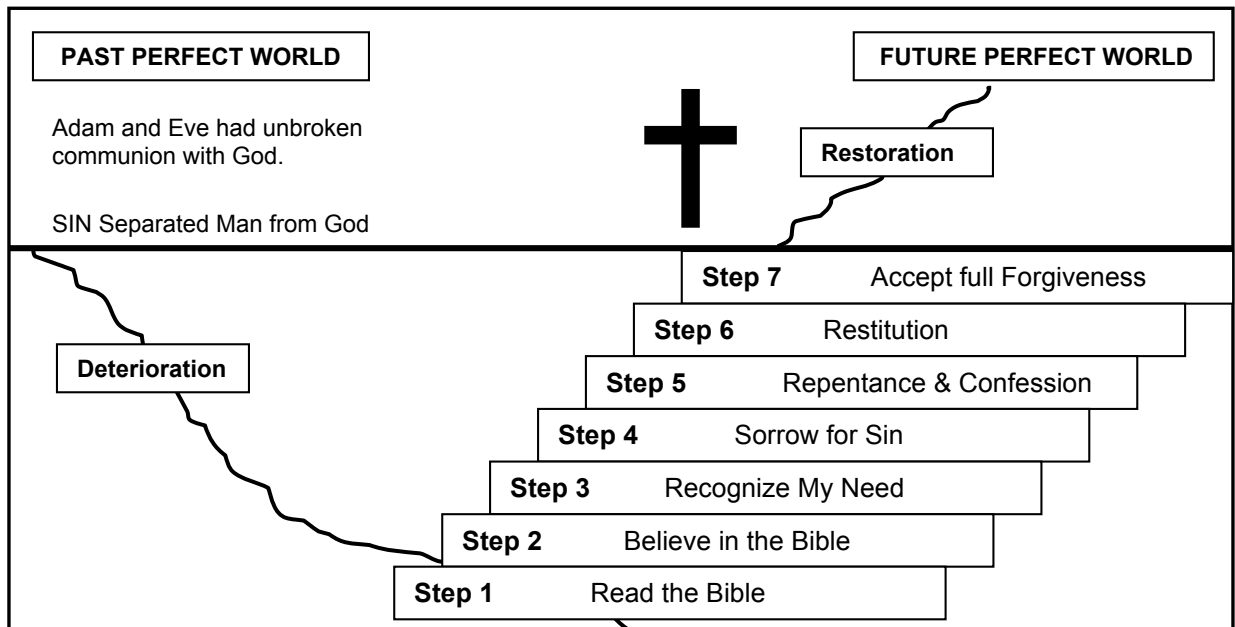 PAST PERFECT WORLD
FUTURE PERFECT WORLD
Adam and Eve had unbroken
communion with God.
Restoration
SIN Separated Man from God
Step 7 Accept full Forgiveness
Step 6 Restitution
Deterioration
Step 5 Repentance & Confession
Step 4 Sorrow for Sin
Step 3 Recognize My Need
Step 2 Believe in the Bible
Step 1 Read the Bible